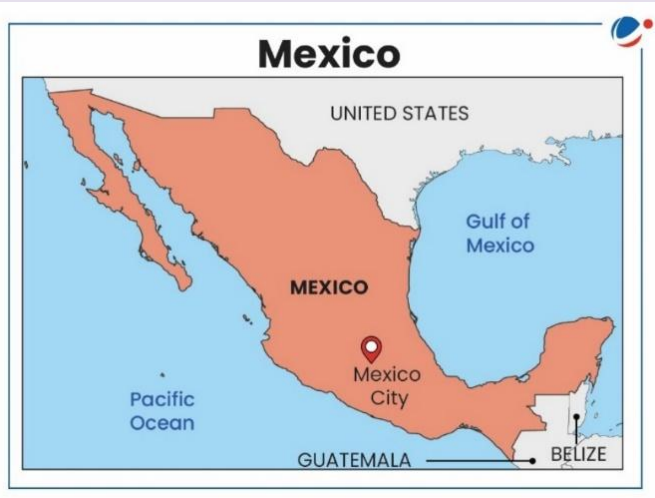 Mexico
UNITED STATES
Gulf of
Mexico
MEXICO
Mexico
City
Pacific
Ocean
GUATEMALA
BELIZE